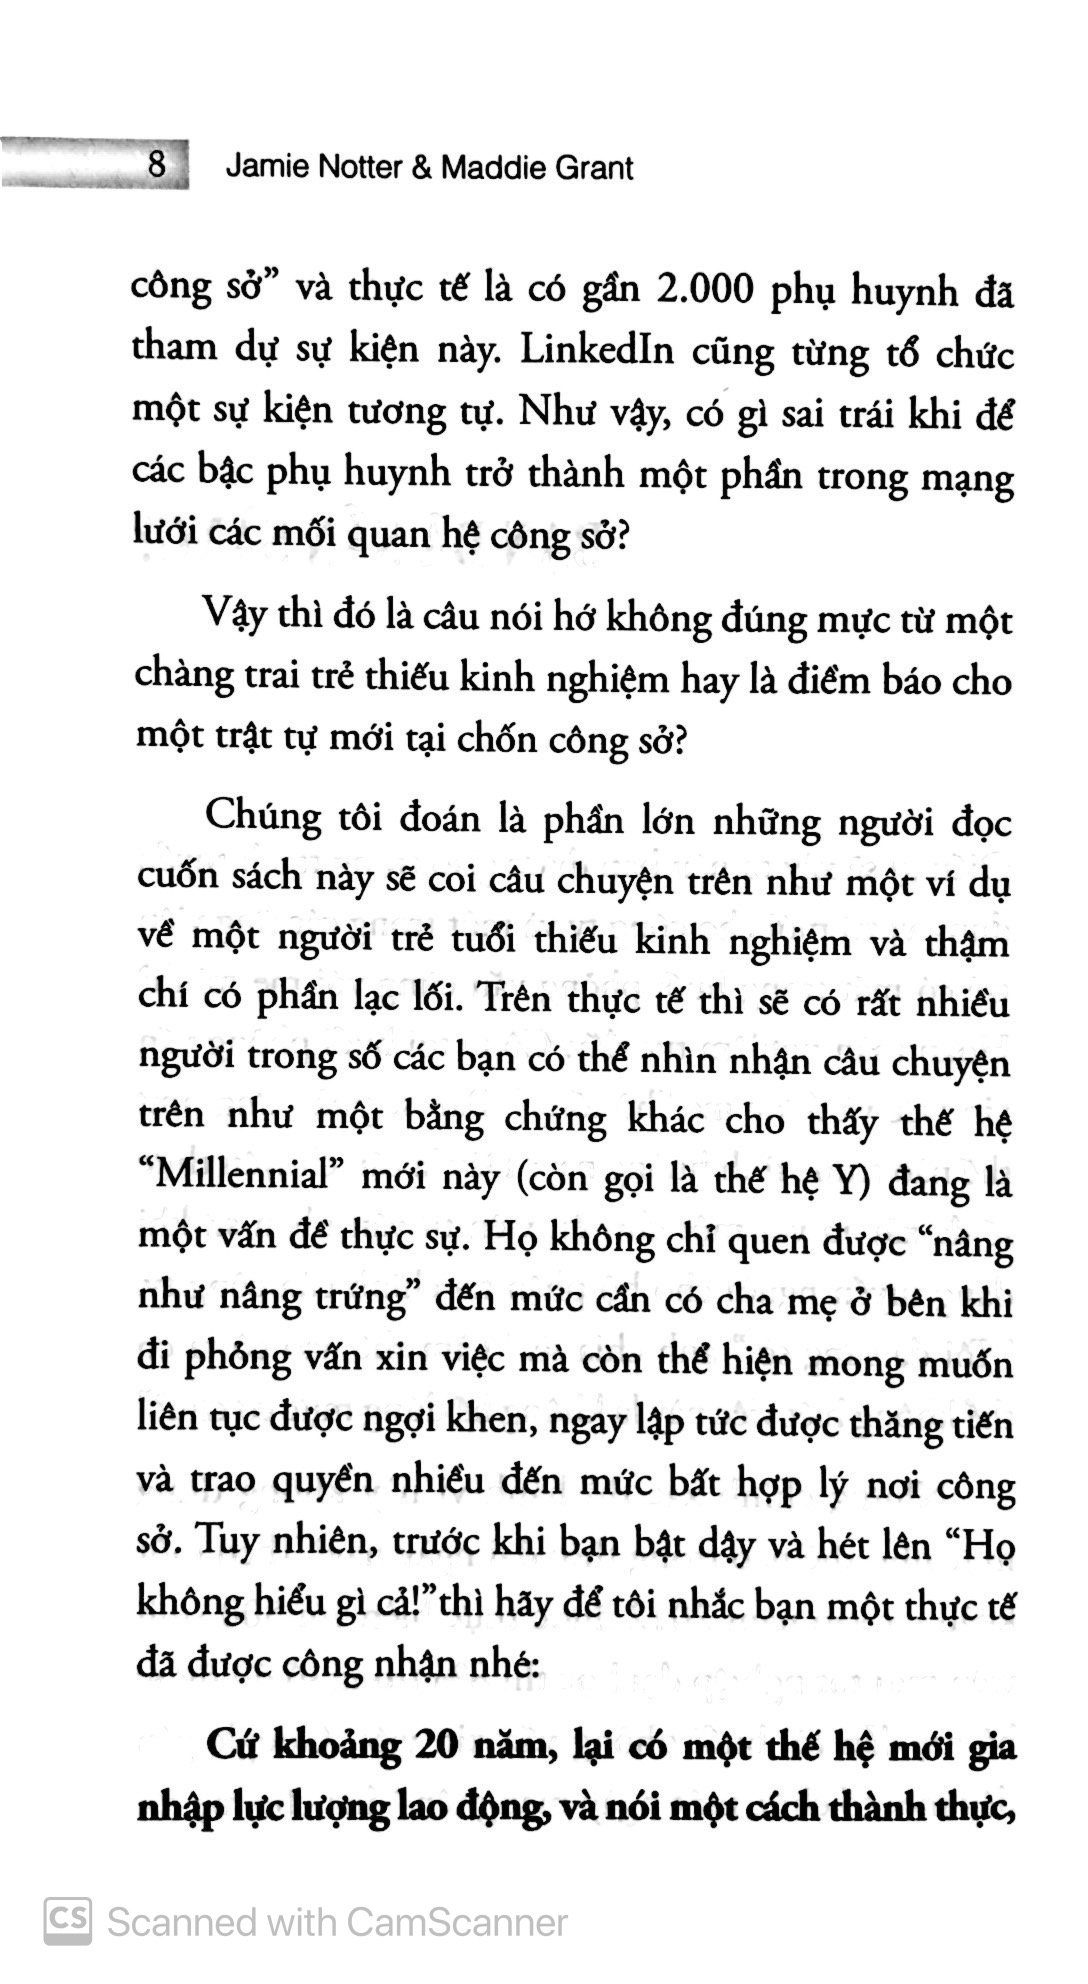 8 Jamie Notter & Maddie Grant
công sở” và thực tế là có gần 2.000 phụ huynh đã
tham dự sự kiện này. LinkedIn cũng từng tổ chức
một sự kiện tương tự. Như vậy, có gì sai trái khi để
các bậc phụ huynh trở thành một phần trong mạng
lưới các mối quan hệ công sở?
Vậy thì đó là câu nói hớ không đúng mực từ một
chàng trai trẻ thiếu kinh nghiệm hay là điềm báo cho
một trật tự mới tại chốn công sở?
Chúng tôi đoán là phần lớn những người đọc
cuốn sách này sẽ coi câu chuyện trên như một ví dụ
về một người trẻ tuổi thiếu kinh nghiệm và thậm
chí có phần lạc lối. Trên thực tế thì sẽ có rất nhiều
người trong số các bạn có thể nhìn nhận câu chuyện
trên như một bằng chứng khác cho thấy thế hệ
“Millennial” mới này (còn gọi là thế hệ Y) đang là
một vấn đề thực sự. Họ không chỉ quen được “nâng
như nâng trứng” đến mức cần có cha mẹ ở bên khi
đi phỏng vấn xin việc mà còn thể hiện mong muốn
liên tục được ngợi khen, ngay lập tức được thăng tiến
và trao quyền nhiều đến mức bất hợp lý nơi công
sở. Tuy nhiên, trước khi bạn bật dậy và hét lên “Họ
không hiểu gì cả!”thì hãy để tôi nhắc bạn một thực tế
đã được công nhận nhé:
Cứ khoảng 20 năm, lại có một thế hệ mới gia
nhập lực lượng lao động, và nói một cách thành thực,
CS Scanned with CamScanner